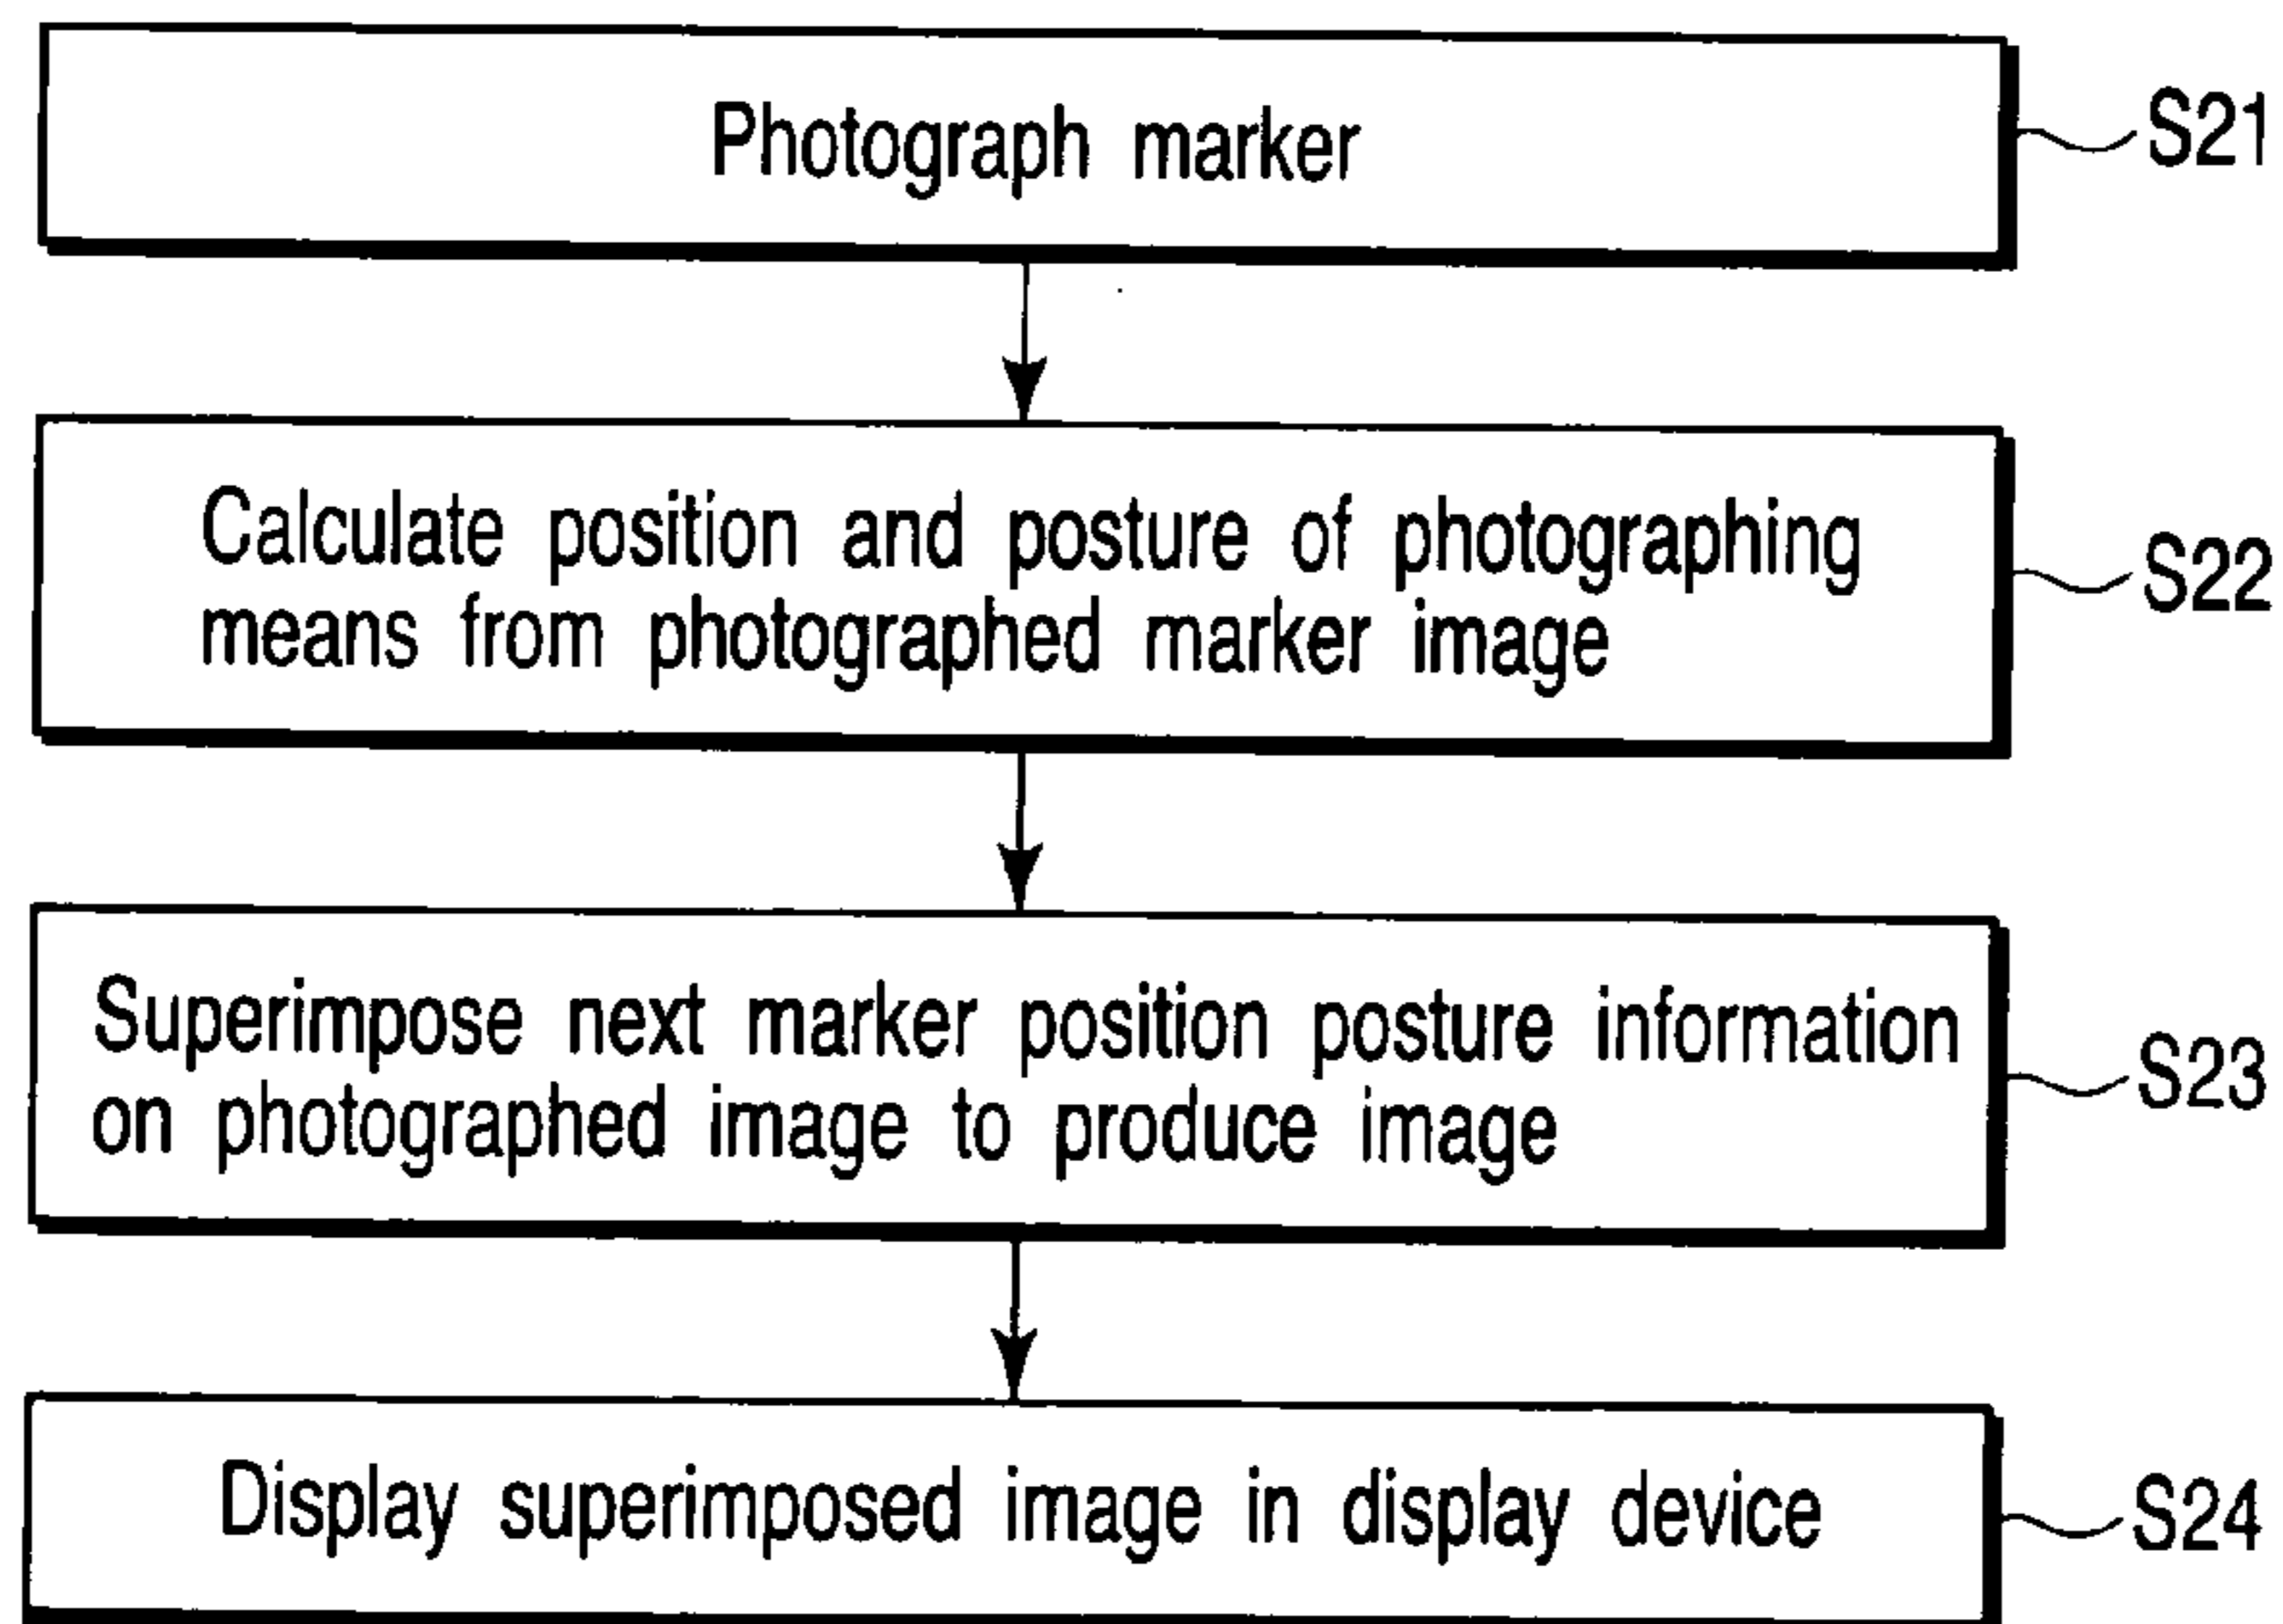 Photograph marker
S21
Calculate position and posture of photographing
means from photographed marker image
S22
Superimpose next marker position posture information
on photographed image to produce image
S23
Display superimposed image in display device
S24